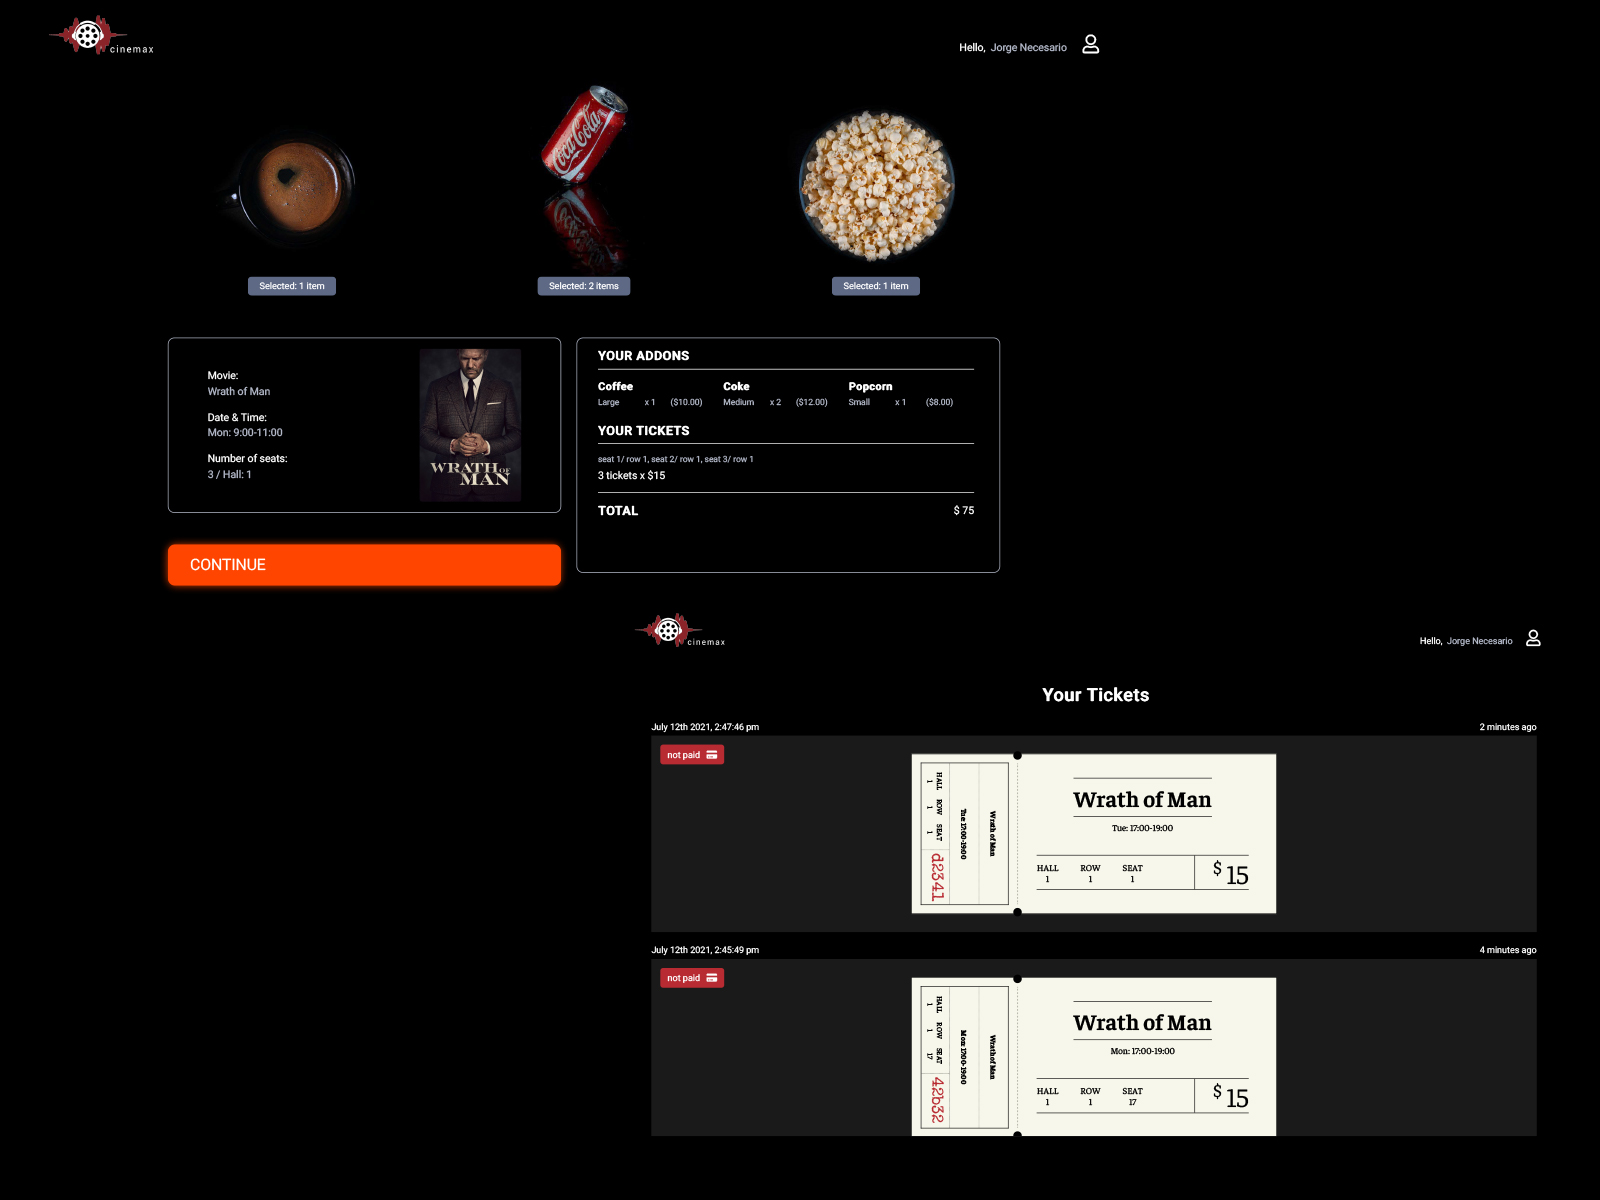 cinemax
Hello, Jorge Necesario
Coca-Cola
Selected: 1 item
Selected: 2 items
Selected: 1 item
Movie:
Wrath of Man
Date & Time:
Mon: 9:00-11:00
Number of seats:
3 / Hall: 1
WRATH OF
MAN
CONTINUE
YOUR ADDONS
Coffee
Large x 1 ($10.00)
Coke
Medium x 2 ($12.00)
Popcorn
Small x 1 ($8.00)
YOUR TICKETS
seat 1/ row 1, seat 2/ row 1, seat 3/ row 1
3 tickets x $15
TOTAL $ 75
cinemax
Hello, Jorge Necesario
Your Tickets
July 12th 2021, 2:47:46 pm 2 minutes ago
not paid
HALL ROW SEAT
1 1 1
d2341
Tue 17:00-19:00
Wrath of Man
Wrath of Man
Tue: 17:00-19:00
HALL ROW SEAT
1 1 1
$ 15
July 12th 2021, 2:45:49 pm 4 minutes ago
not paid
HALL ROW SEAT
1 1 17
42b32
Mon: 17:00-19:00
Wrath of Man
Wrath of Man
Mon: 17:00-19:00
HALL ROW SEAT
1 1 17
$ 15